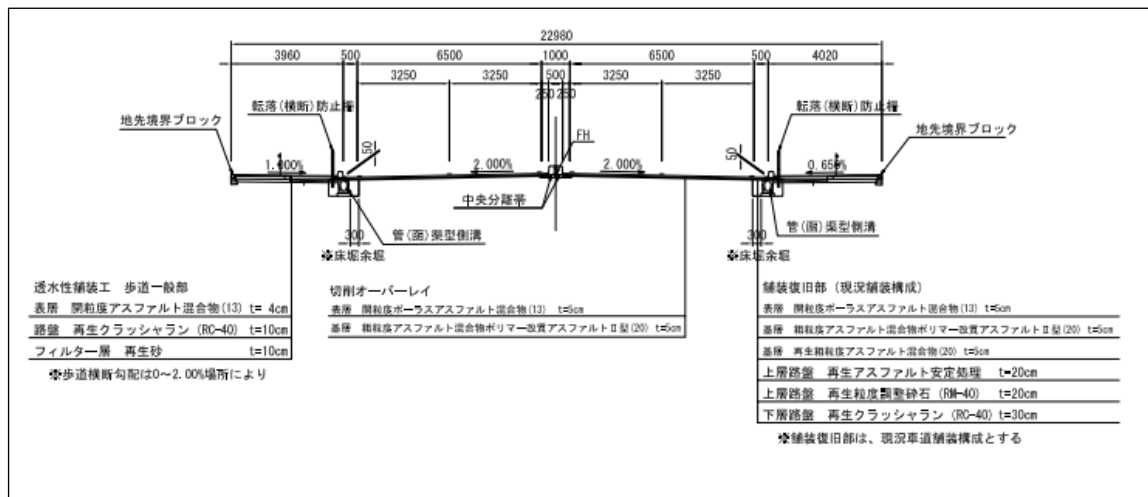 22980
3960 500 6500 1000 6500 500 4020
3250 3250 500 3250 3250
250 250
転落(横断)防止柵 転落(横断)防止柵
地先境界ブロック FH 地先境界ブロック
50 50
1.000% 2.000% 2.000% 0.650%
中央分離帯
管(函)渠型側溝 管(函)渠型側溝
300 300
※床堀余堀 ※床堀余堀
透水性舗装工 歩道一般部
表層 開粒度アスファルト混合物(13) t= 4cm
路盤 再生クラッシャラン (RC-40) t=10cm
フィルター層 再生砂 t=10cm
※歩道横断勾配は0~2.00%場所により
切削オーバーレイ
表層 開粒度ポーラスアスファルト混合物(13) t=5cm
基層 粗粒度アスファルト混合物ポリマー改質アスファルトⅡ型(20) t=5cm
舗装復旧部 (現況舗装構成)
表層 開粒度ポーラスアスファルト混合物(13) t=5cm
基層 粗粒度アスファルト混合物ポリマー改質アスファルトⅡ型(20) t=5cm
基層 再生粗粒度アスファルト混合物(20) t=5cm
上層路盤 再生アスファルト安定処理 t=20cm
上層路盤 再生粒度調整砕石 (RM-40) t=20cm
下層路盤 再生クラッシャラン (RC-40) t=30cm
※舗装復旧部は、現況車道舗装構成とする